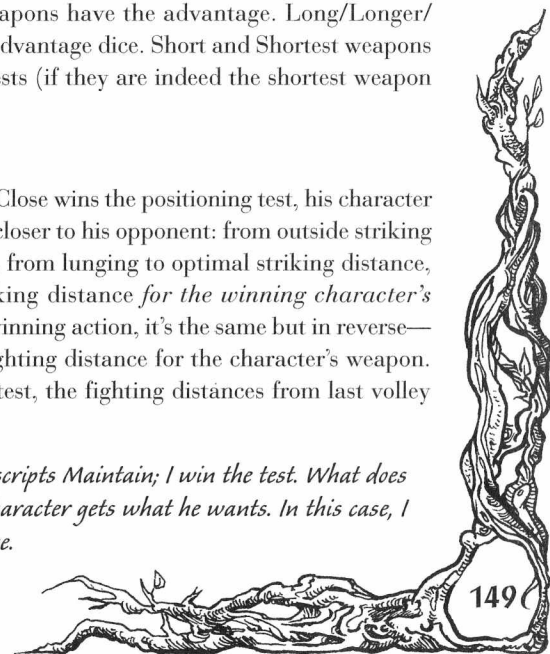 apons have the advantage. Long/Longer/
dvantage dice. Short and Shortest weapons
sts (if they are indeed the shortest weapon
Close wins the positioning test, his character
closer to his opponent: from outside striking
from lunging to optimal striking distance,
king distance for the winning character's
inning action, it's the same but in reverse—
ghting distance for the character's weapon.
test, the fighting distances from last volley
scripts Maintain; I win the test. What does
aracter gets what he wants. In this case, I
e.
149